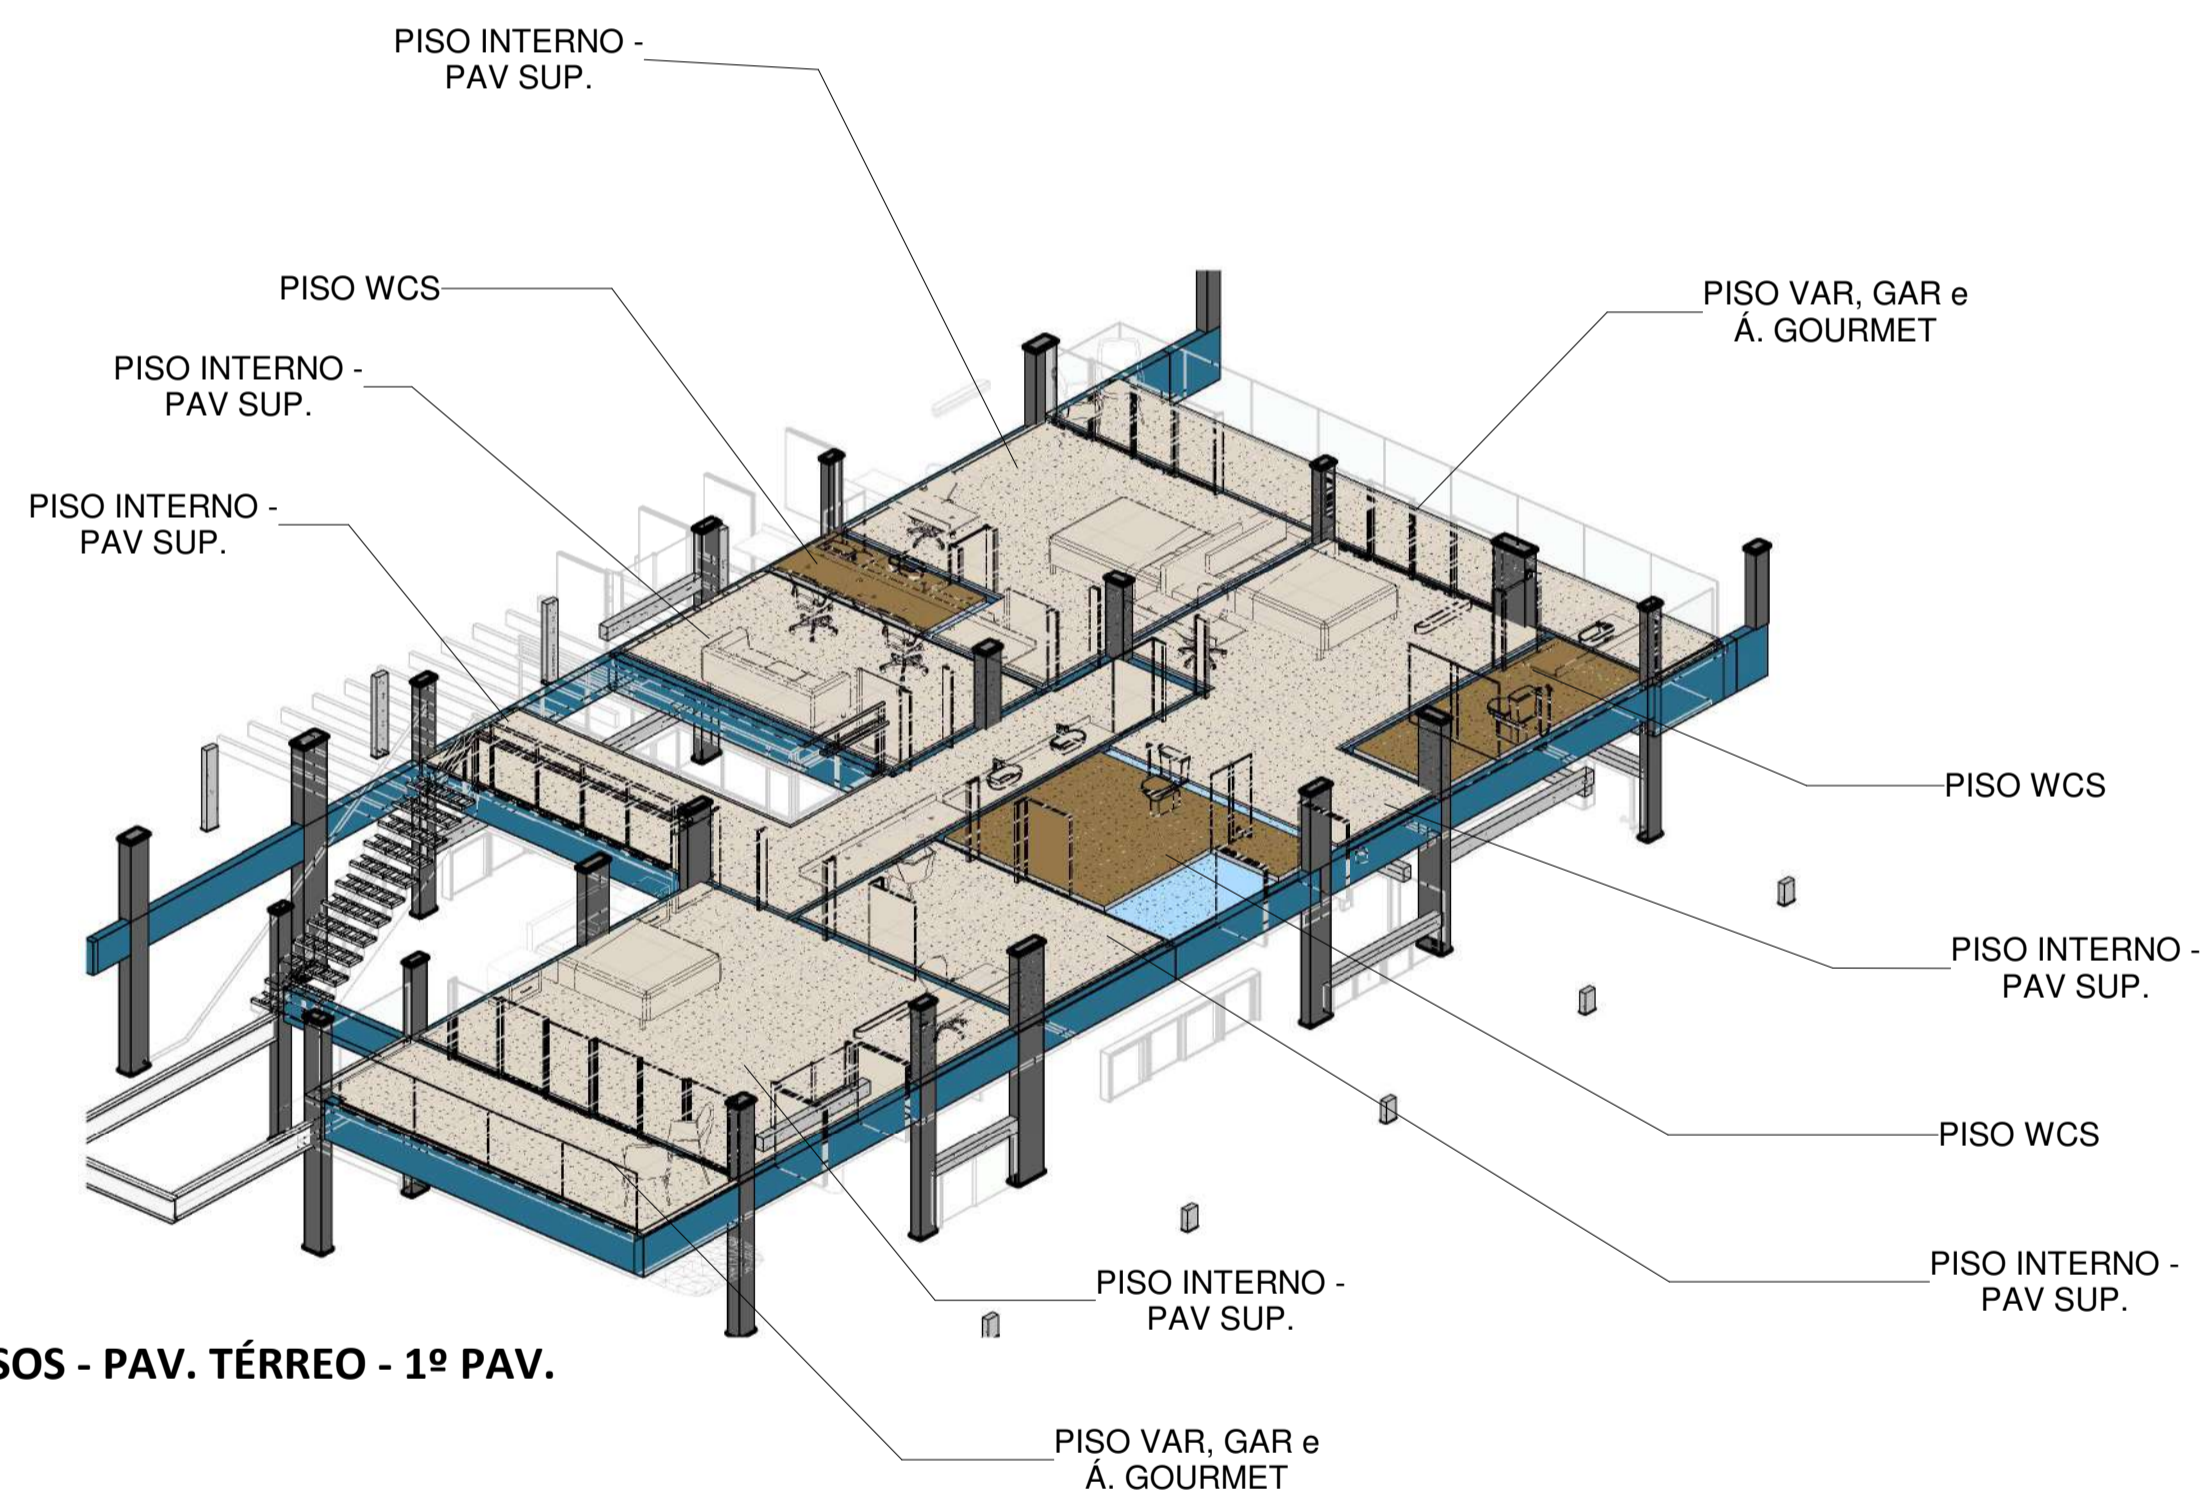 PISO INTERNO -
PAV SUP.
PISO WCS
PISO VAR, GAR e
Á. GOURMET
PISO INTERNO -
PAV SUP.
PISO INTERNO -
PAV SUP.
PISO WCS
PISO INTERNO -
PAV SUP.
PISO WCS
PISO INTERNO -
PAV SUP.
PISO INTERNO -
PAV SUP.
SOS - PAV. TÉRREO - 1º PAV.
PISO VAR, GAR e
Á. GOURMET